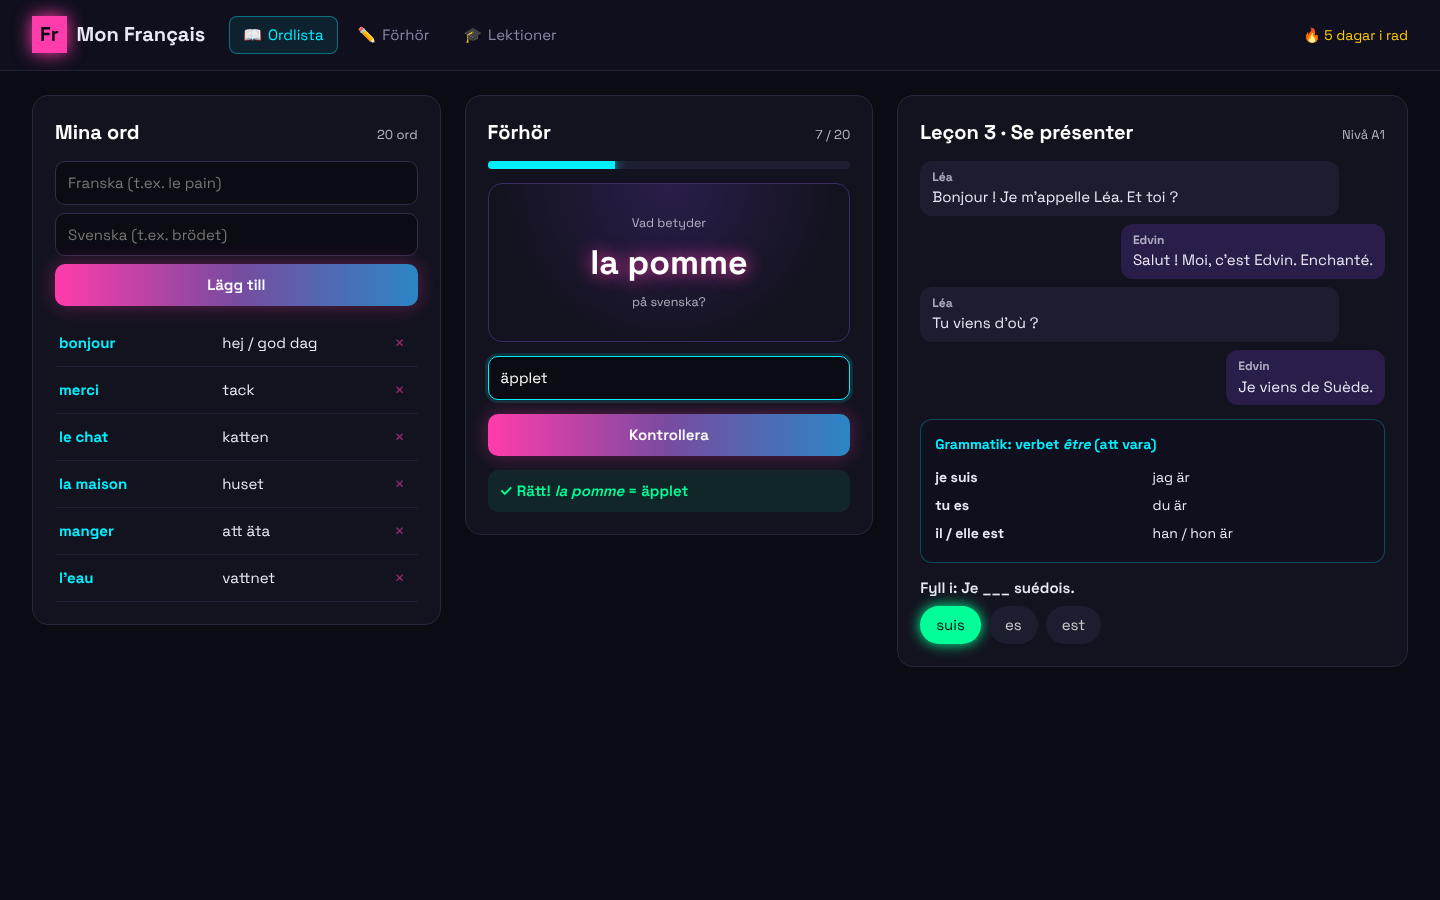 Fr Mon Français 📖 Ordlista ✏️ Förhör 🎓 Lektioner 🔥 5 dagar i rad
Mina ord 20 ord
Franska (t.ex. le pain)
Svenska (t.ex. brödet)
Lägg till
bonjour hej / god dag ×
merci tack ×
le chat katten ×
la maison huset ×
manger att äta ×
l'eau vattnet ×
Förhör 7 / 20
Vad betyder
la pomme
på svenska?
äpplet
Kontrollera
✓ Rätt! la pomme = äpplet
Leçon 3 · Se présenter Nivå A1
Léa
Bonjour ! Je m'appelle Léa. Et toi ?
Edvin
Salut ! Moi, c'est Edvin. Enchanté.
Léa
Tu viens d'où ?
Edvin
Je viens de Suède.
Grammatik: verbet être (att vara)
je suis jag är
tu es du är
il / elle est han / hon är
Fyll i: Je ___ suédois.
suis es est